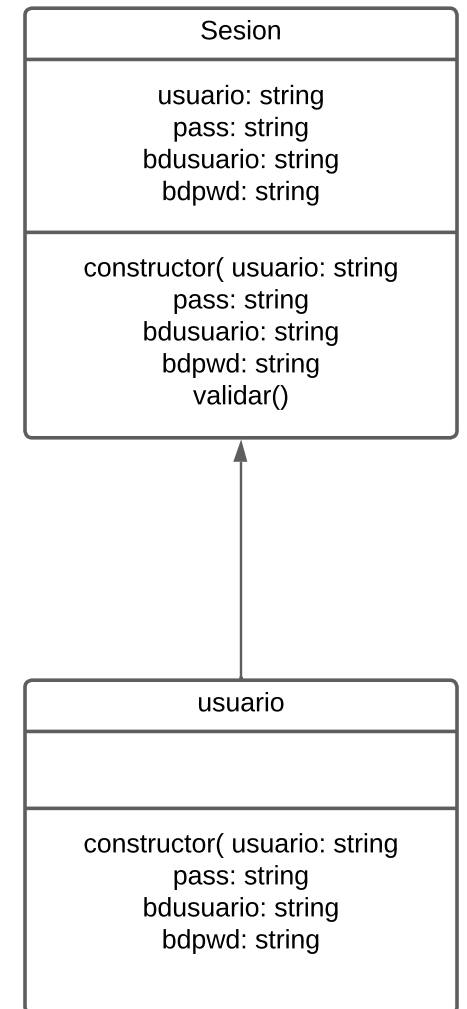 Sesion
usuario: string
pass: string
bdusuario: string
bdpwd: string
constructor( usuario: string
pass: string
bdusuario: string
bdpwd: string
validar()
usuario
constructor( usuario: string
pass: string
bdusuario: string
bdpwd: string